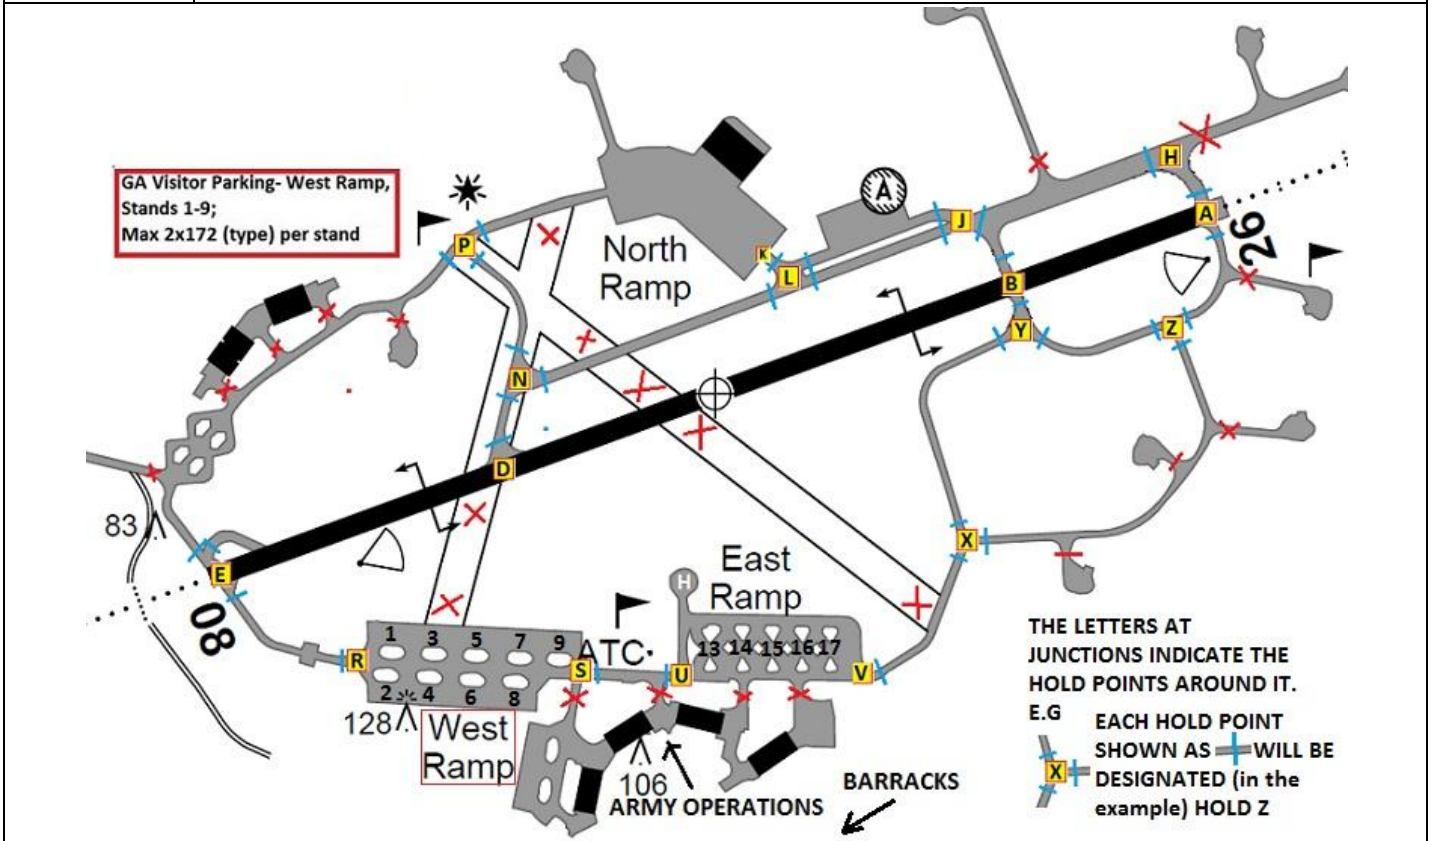 GA Visitor Parking- West Ramp,
Stands 1-9;
Max 2x172 (type) per stand
A
H
J
K
L
P
North
Ramp
A
26
B
Y
Z
N
D
83
E
08
X
East
Ramp
H
1 3 5 7 9
ATC
13 14 15 16 17
R
S
U
V
2 4 6 8
128
West
Ramp
106
ARMY OPERATIONS
BARRACKS
THE LETTERS AT
JUNCTIONS INDICATE THE
HOLD POINTS AROUND IT.
E.G
EACH HOLD POINT
SHOWN AS WILL BE
DESIGNATED (in the
example) HOLD Z
X